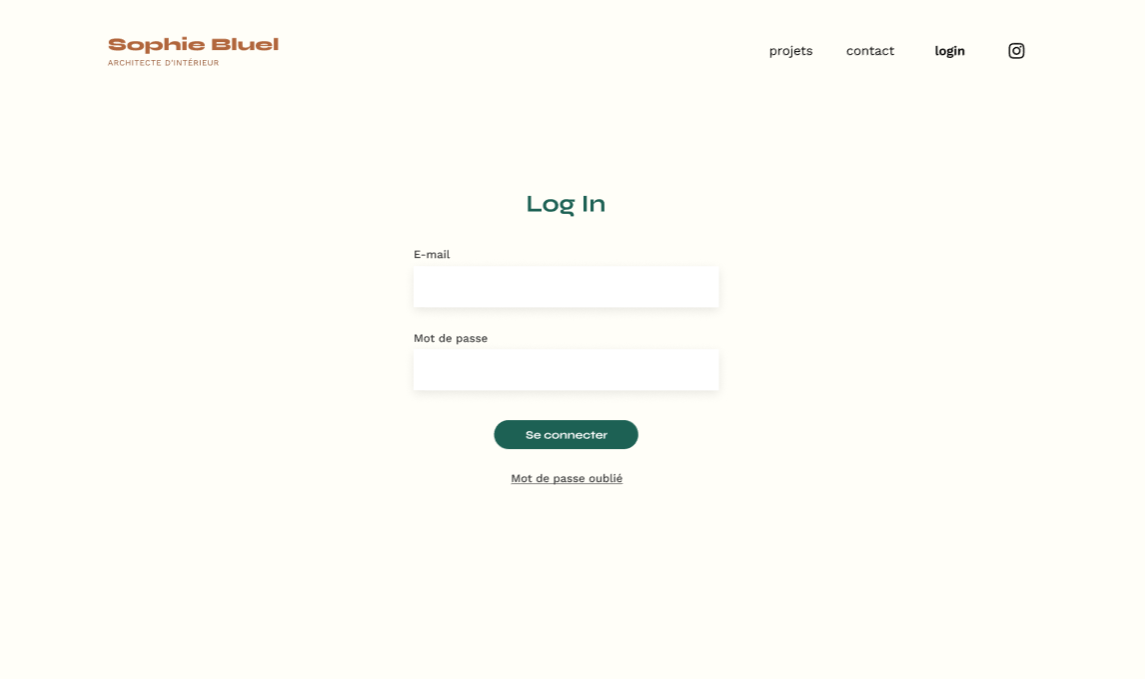 Sophie Bluel
ARCHITECTE D'INTÉRIEUR
projets contact login
Log In
E-mail
Mot de passe
Se connecter
Mot de passe oublié